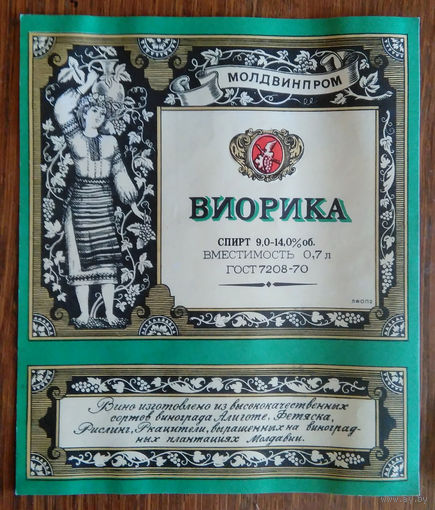 МОЛДВИНПРОМ
ВИОРИКА
СПИРТ 9,0-14,0% об.
ВМЕСТИМОСТЬ 0,7 л
ГОСТ 7208-70
Вино изготовлено из высококачественных
сортов винограда Алиготе, Фетяска,
Рислинг, Ркацители, выращенных на виноград-
ных плантациях Молдавии.